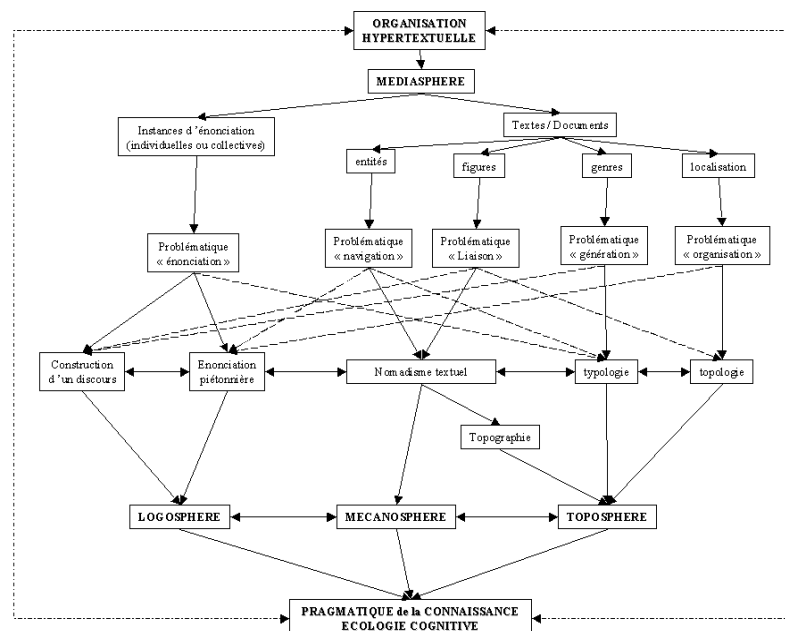 ORGANISATION
HYPERTEXTUELLE
MEDIASPHERE
Instances d'énonciation
(individuelles ou collectives)
Textes / Documents
entités
figures
genres
localisation
Problématique
« énonciation »
Problématique
« navigation »
Problématique
« Liaison »
Problématique
« génération »
Problématique
« organisation »
Construction
d'un discours
Enonciation
piétonnière
Nomadisme textuel
typologie
topologie
Topographie
LOGOSPHERE
MECANOSPHERE
TOPOSPHERE
PRAGMATIQUE de la CONNAISSANCE
ECOLOGIE COGNITIVE